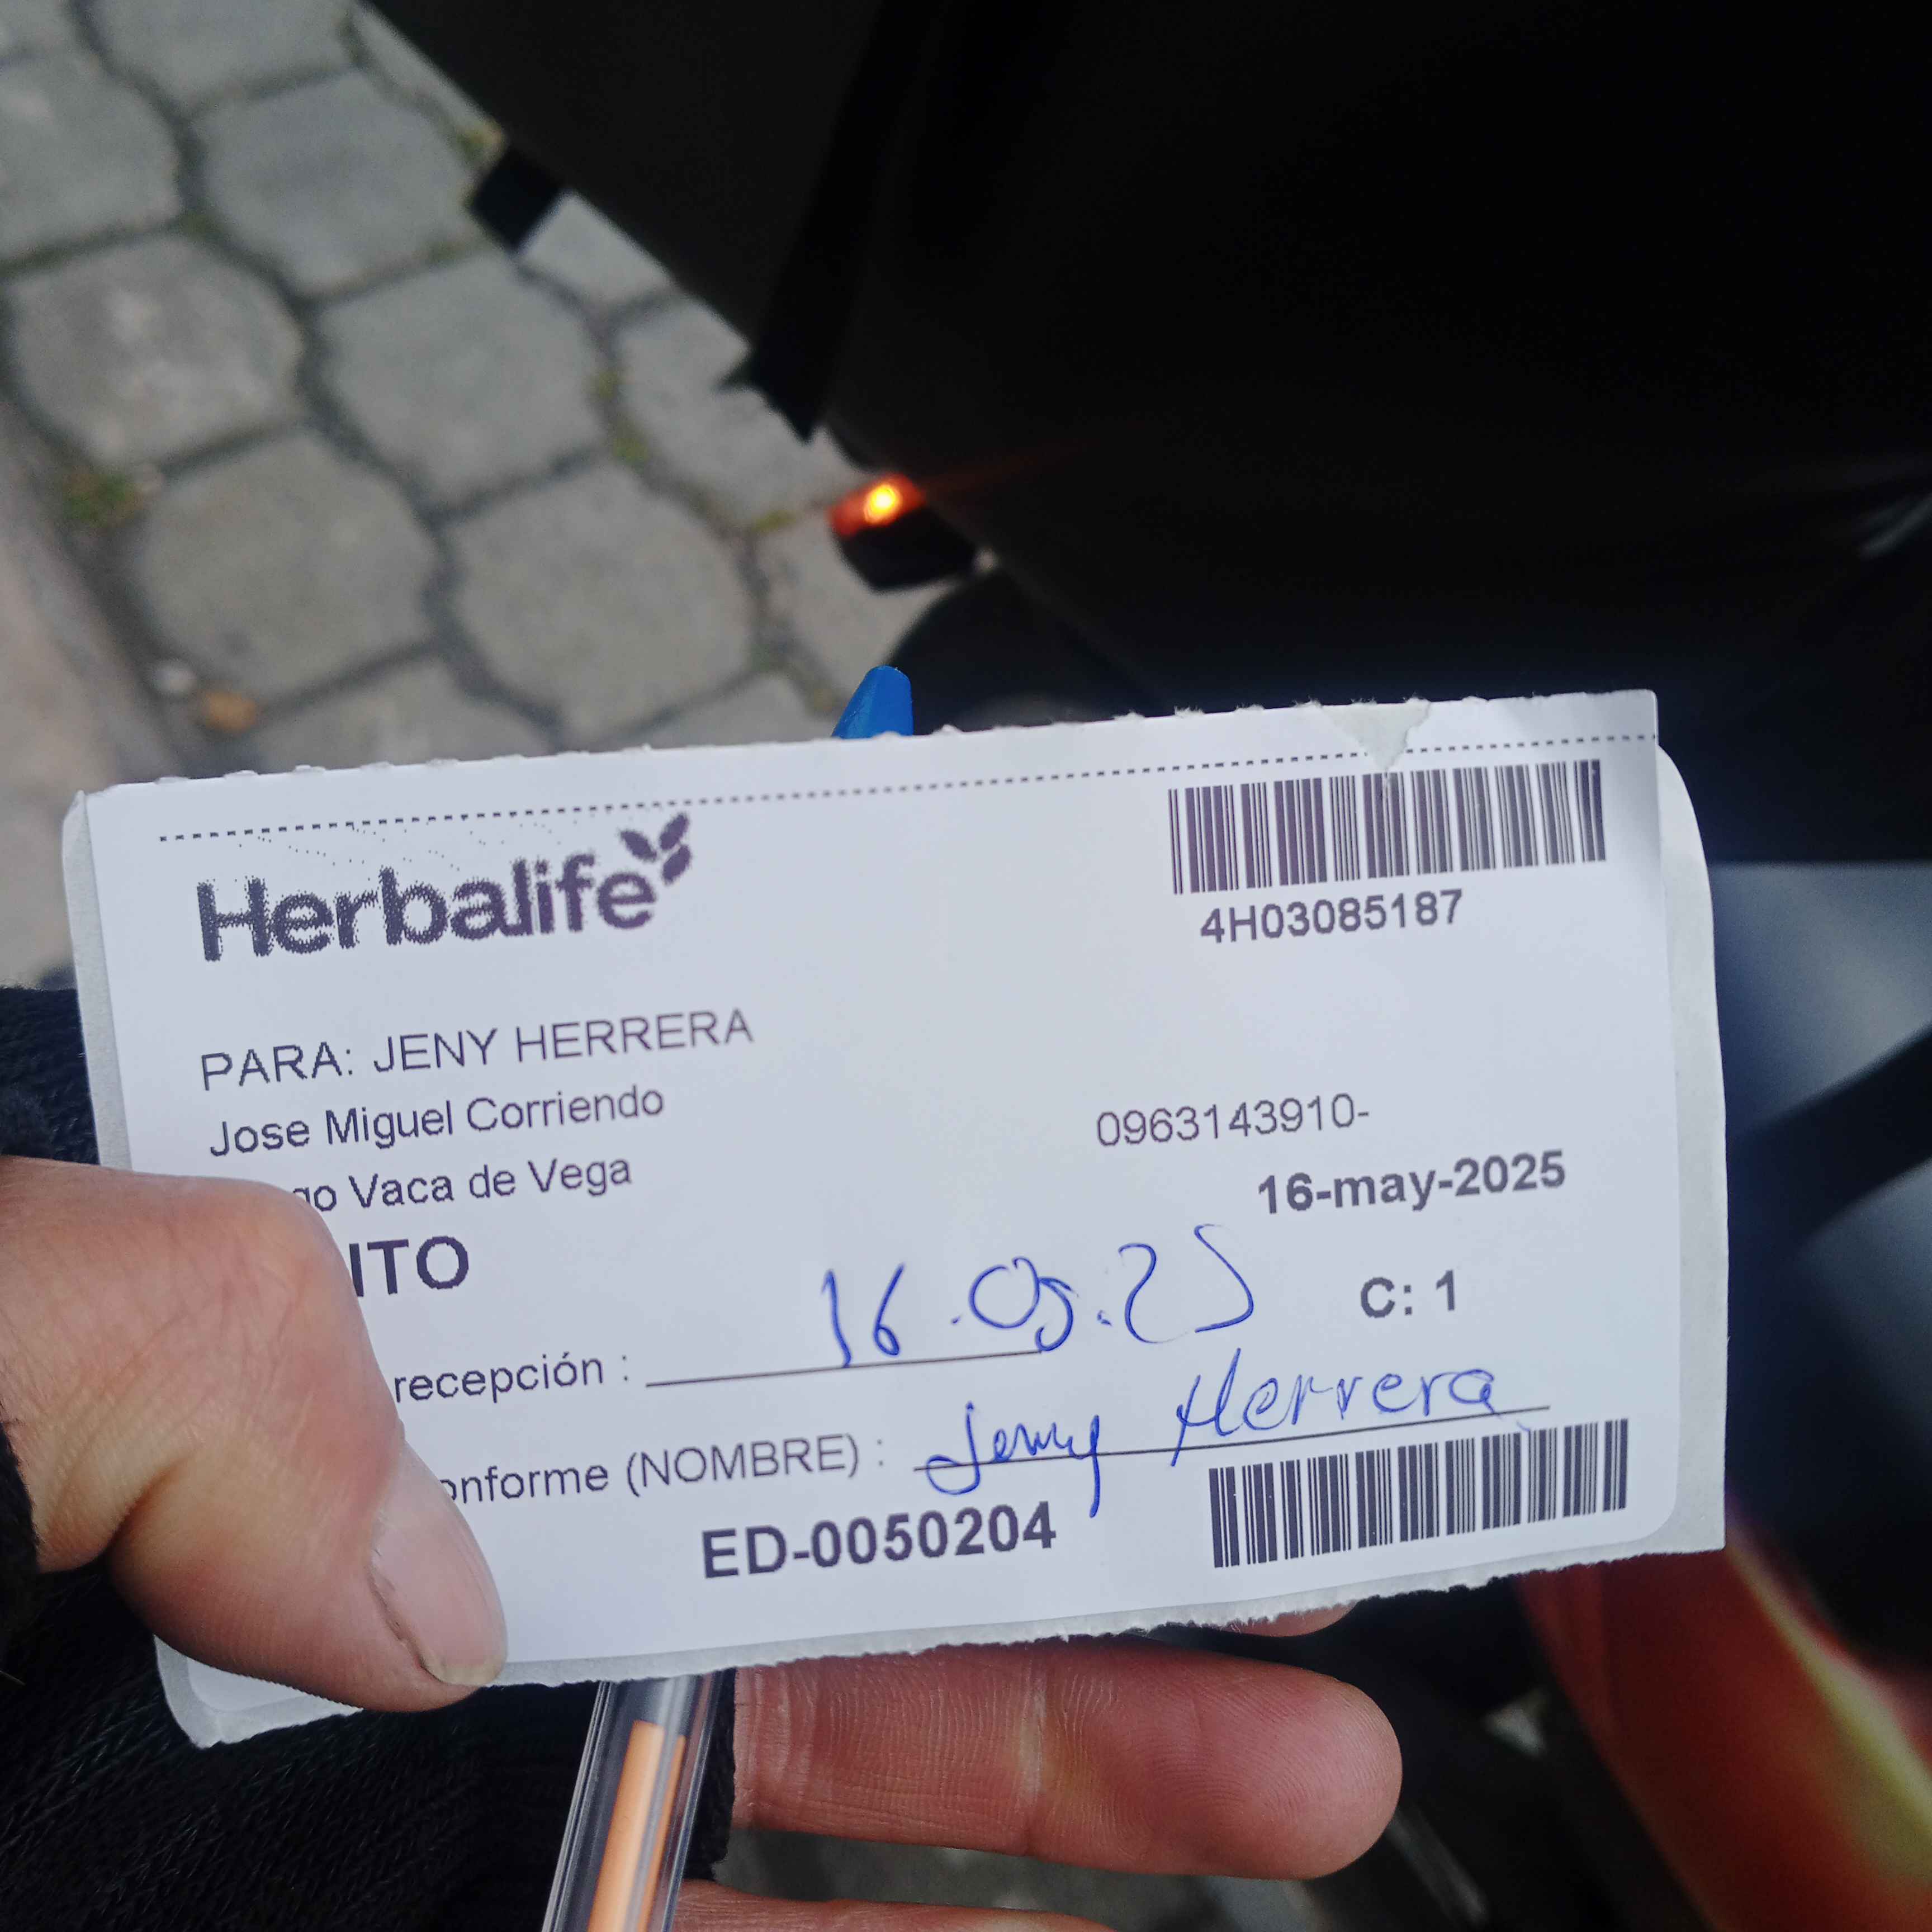 Herbalife
4H03085187
PARA: JENY HERRERA
Jose Miguel Corriendo
0963143910-
go Vaca de Vega
16-may-2025
ITO
C: 1
recepción : 16.05.25
onforme (NOMBRE) : Jeny Herrera
ED-0050204